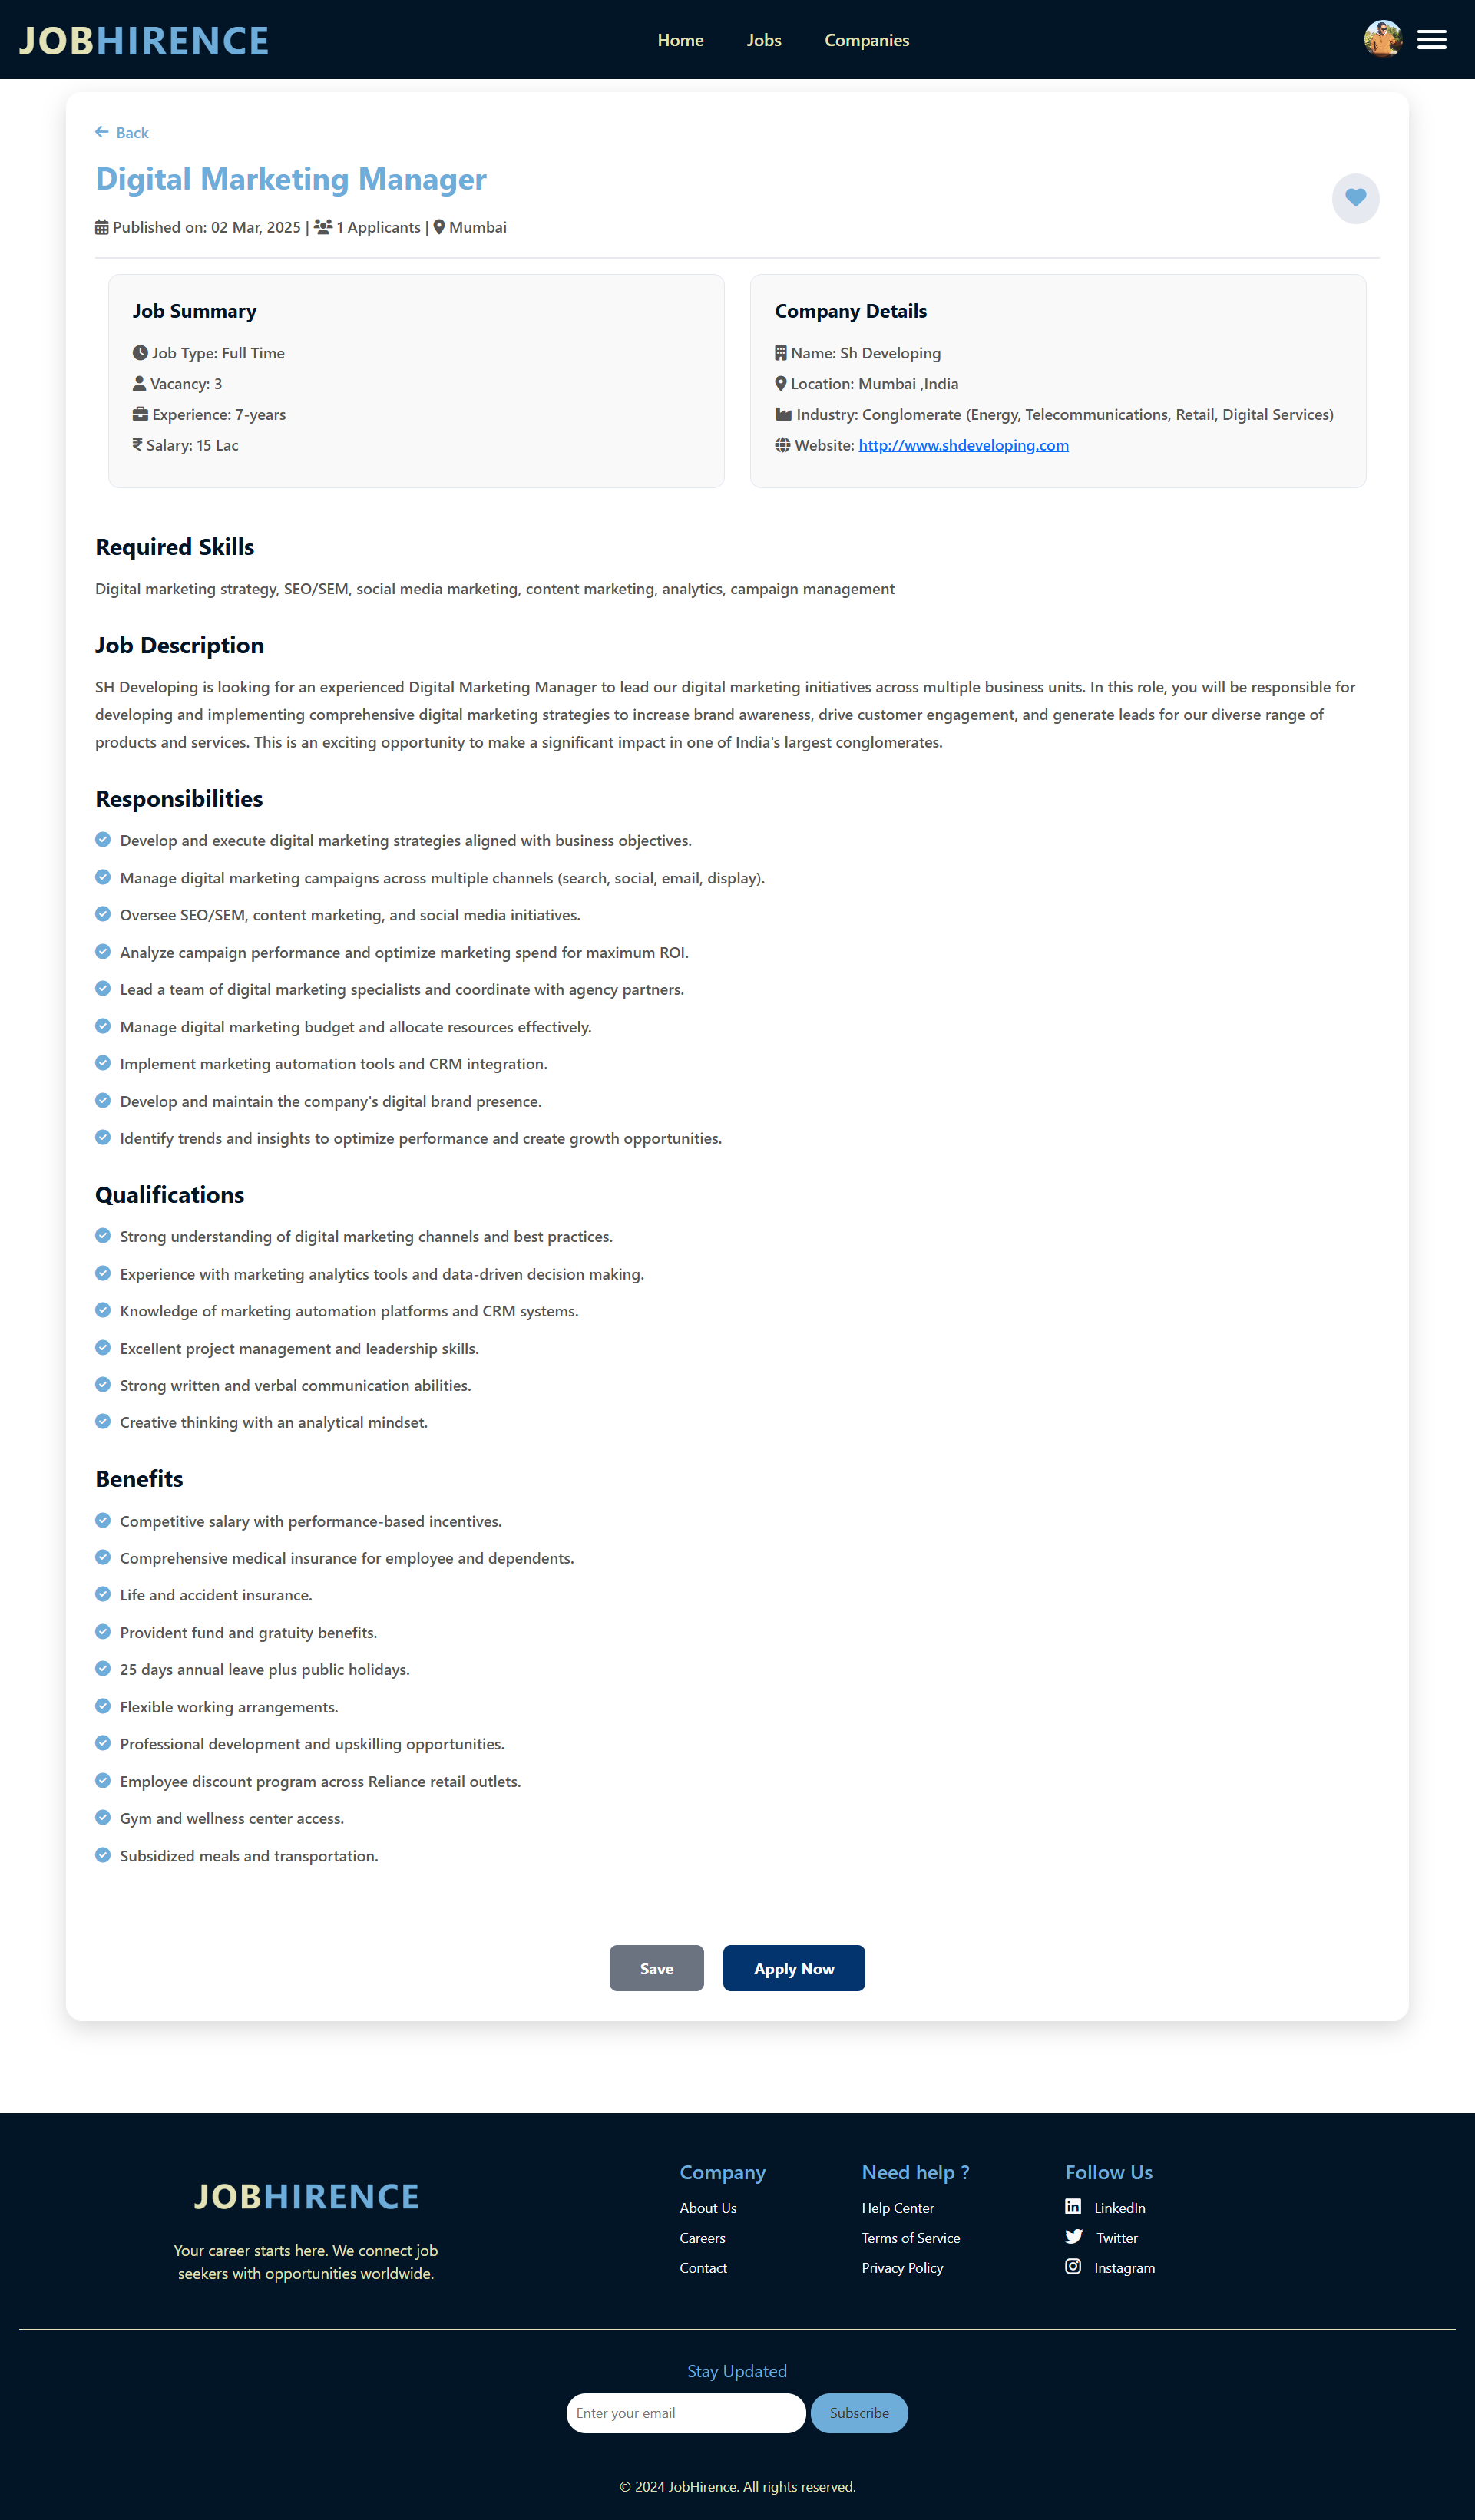 JOBHIRENCE
Home Jobs Companies
Back
Digital Marketing Manager
Published on: 02 Mar, 2025 | 1 Applicants | Mumbai
Job Summary
Job Type: Full Time
Vacancy: 3
Experience: 7-years
₹ Salary: 15 Lac
Company Details
Name: Sh Developing
Location: Mumbai ,India
Industry: Conglomerate (Energy, Telecommunications, Retail, Digital Services)
Website: http://www.shdeveloping.com
Required Skills
Digital marketing strategy, SEO/SEM, social media marketing, content marketing, analytics, campaign management
Job Description
SH Developing is looking for an experienced Digital Marketing Manager to lead our digital marketing initiatives across multiple business units. In this role, you will be responsible for
developing and implementing comprehensive digital marketing strategies to increase brand awareness, drive customer engagement, and generate leads for our diverse range of
products and services. This is an exciting opportunity to make a significant impact in one of India's largest conglomerates.
Responsibilities
Develop and execute digital marketing strategies aligned with business objectives.
Manage digital marketing campaigns across multiple channels (search, social, email, display).
Oversee SEO/SEM, content marketing, and social media initiatives.
Analyze campaign performance and optimize marketing spend for maximum ROI.
Lead a team of digital marketing specialists and coordinate with agency partners.
Manage digital marketing budget and allocate resources effectively.
Implement marketing automation tools and CRM integration.
Develop and maintain the company's digital brand presence.
Identify trends and insights to optimize performance and create growth opportunities.
Qualifications
Strong understanding of digital marketing channels and best practices.
Experience with marketing analytics tools and data-driven decision making.
Knowledge of marketing automation platforms and CRM systems.
Excellent project management and leadership skills.
Strong written and verbal communication abilities.
Creative thinking with an analytical mindset.
Benefits
Competitive salary with performance-based incentives.
Comprehensive medical insurance for employee and dependents.
Life and accident insurance.
Provident fund and gratuity benefits.
25 days annual leave plus public holidays.
Flexible working arrangements.
Professional development and upskilling opportunities.
Employee discount program across Reliance retail outlets.
Gym and wellness center access.
Subsidized meals and transportation.
Save Apply Now
JOBHIRENCE
Your career starts here. We connect job
seekers with opportunities worldwide.
Company
About Us
Careers
Contact
Need help ?
Help Center
Terms of Service
Privacy Policy
Follow Us
LinkedIn
Twitter
Instagram
Stay Updated
Enter your email Subscribe
© 2024 JobHirence. All rights reserved.